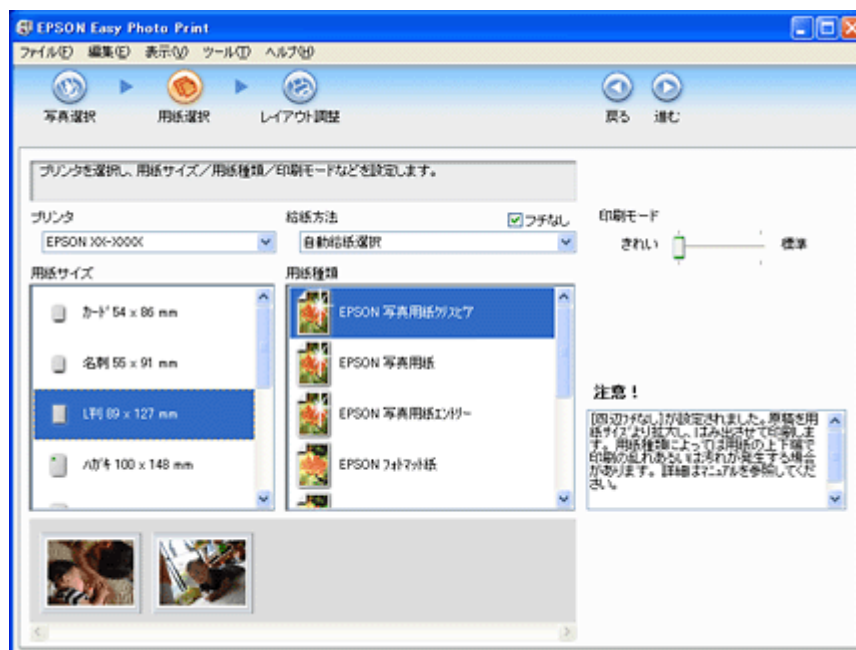 EPSON Easy Photo Print
ファイル(F) 編集(E) 表示(V) ツール(T) ヘルプ(H)
写真選択 用紙選択 レイアウト調整 戻る 進む
プリンタを選択し、用紙サイズ/用紙種類/印刷モードなどを設定します。
プリンタ 給紙方法 フチなし 印刷モード
EPSON XX-XXXX 自動給紙選択 きれい 標準
用紙サイズ 用紙種類
カード 54 x 86 mm EPSON 写真用紙クリスピア
名刺 55 x 91 mm EPSON 写真用紙
L判 89 x 127 mm EPSON 写真用紙エントリー
ハガキ 100 x 148 mm EPSON フォトマット紙
注意!
[四辺フチなし]が設定されました。原稿を用
紙サイズより拡大し、はみ出させて印刷しま
す。用紙種類によっては用紙の上下端で
印刷の乱れあるいは汚れが発生する場合
があります。詳細はマニュアルを参照してくだ
さい。